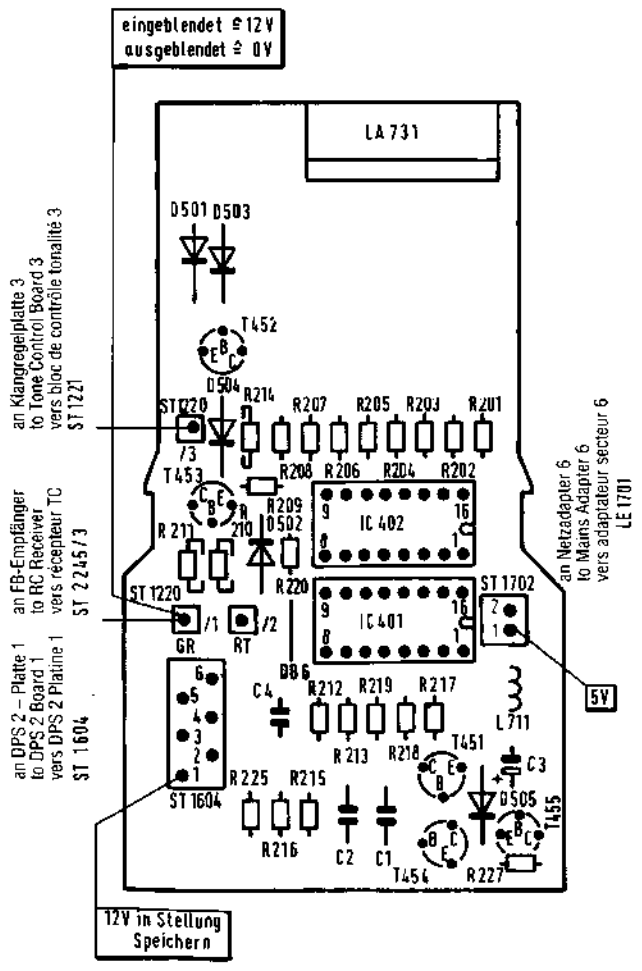 eingeblendet ≙ 12V
ausgeblendet ≙ 0V
LA 731
D501 D503
an Klangregelplatte 3
to Tone Control Board 3
vers bloc de contrôle tonalité 3
ST 1221
T452
E B C
D504
R214
R207 R205 R203 R201
ST1220
/3
R208 R206 R204 R202
T453
C B E
R209
R 211
R 210
D502
R220
9 16
IC 402
8 1
an Netzadapter 6
to Mains Adapter 6
vers adaptateur secteur 6
LE 1701
an FB-Empfänger
to RC Receiver
vers récepteur TC
ST 2245/3
ST 1220
/1 /2
GR RT
9 16
IC 401
8 1
ST 1702
2
1
5V
DB6
an DPS 2 – Platte 1
to DPS 2 Board 1
vers DPS 2 Platine 1
ST 1604
6
5
4
3
2
1
ST 1604
C4
R212 R219 R217
R213 R218
L711
T451
C E
B
+
C3
D505
T455
B
E C
R225 R215
R216
C2 C1
B C
E
T454
R227
12V in Stellung
Speichern